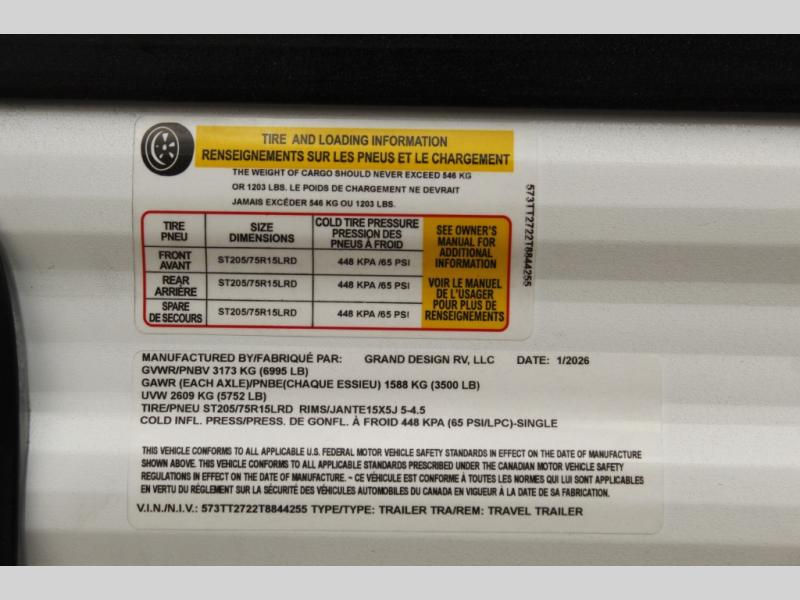 TIRE AND LOADING INFORMATION
RENSEIGNEMENTS SUR LES PNEUS ET LE CHARGEMENT
THE WEIGHT OF CARGO SHOULD NEVER EXCEED 546 KG
OR 1203 LBS. LE POIDS DE CHARGEMENT NE DEVRAIT
JAMAIS EXCÉDER 546 KG OU 1203 LBS.
TIRE
PNEU
SIZE
DIMENSIONS
COLD TIRE PRESSURE
PRESSION DES
PNEUS À FROID
FRONT
AVANT
ST205/75R15LRD
448 KPA /65 PSI
REAR
ARRIÈRE
ST205/75R15LRD
448 KPA /65 PSI
SPARE
DE SECOURS
ST205/75R15LRD
448 KPA /65 PSI
SEE OWNER'S
MANUAL FOR
ADDITIONAL
INFORMATION
VOIR LE MANUEL
DE L'USAGER
POUR PLUS DE
RENSEIGNEMENTS
573TT2722T8844255
MANUFACTURED BY/FABRIQUÉ PAR: GRAND DESIGN RV, LLC DATE: 1/2026
GVWR/PNBV 3173 KG (6995 LB)
GAWR (EACH AXLE)/PNBE(CHAQUE ESSIEU) 1588 KG (3500 LB)
UVW 2609 KG (5752 LB)
TIRE/PNEU ST205/75R15LRD RIMS/JANTE15X5J 5-4.5
COLD INFL. PRESS/PRESS. DE GONFL. À FROID 448 KPA (65 PSI/LPC)-SINGLE
THIS VEHICLE CONFORMS TO ALL APPLICABLE U.S. FEDERAL MOTOR VEHICLE SAFETY STANDARDS IN EFFECT ON THE DATE OF MANUFACTURE
SHOWN ABOVE. THIS VEHICLE CONFORMS TO ALL APPLICABLE STANDARDS PRESCRIBED UNDER THE CANADIAN MOTOR VEHICLE SAFETY
REGULATIONS IN EFFECT ON THE DATE OF MANUFACTURE. ~ CE VÉHICULE EST CONFORME À TOUTES LES NORMES QUI LUI SONT APPLICABLES
EN VERTU DU RÈGLEMENT SUR LA SÉCURITÉ DES VÉHICULES AUTOMOBILES DU CANADA EN VIGUEUR À LA DATE DE SA FABRICATION.
V.I.N./N.I.V.: 573TT2722T8844255 TYPE/TYPE: TRAILER TRA/REM: TRAVEL TRAILER